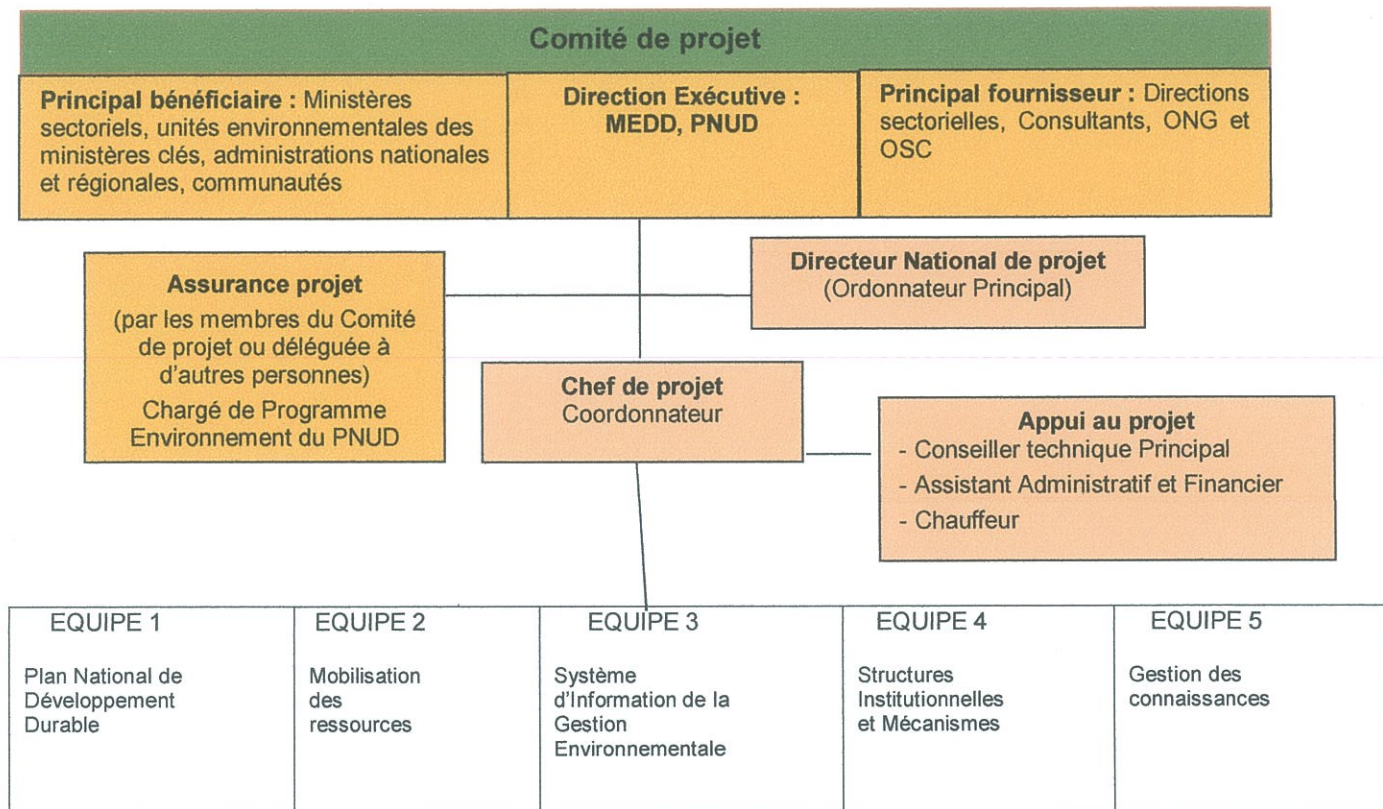 Comité de projet
Principal bénéficiaire : Ministères
sectoriels, unités environnementales des
ministères clés, administrations nationales
et régionales, communautés
Direction Exécutive :
MEDD, PNUD
Principal fournisseur : Directions
sectorielles, Consultants, ONG et
OSC
Assurance projet
(par les membres du Comité
de projet ou déléguée à
d'autres personnes)
Chargé de Programme
Environnement du PNUD
Directeur National de projet
(Ordonnateur Principal)
Chef de projet
Coordonnateur
Appui au projet
- Conseiller technique Principal
- Assistant Administratif et Financier
- Chauffeur
EQUIPE 1
Plan National de
Développement
Durable
EQUIPE 2
Mobilisation
des
ressources
EQUIPE 3
Système
d'Information de la
Gestion
Environnementale
EQUIPE 4
Structures
Institutionnelles
et Mécanismes
EQUIPE 5
Gestion des
connaissances